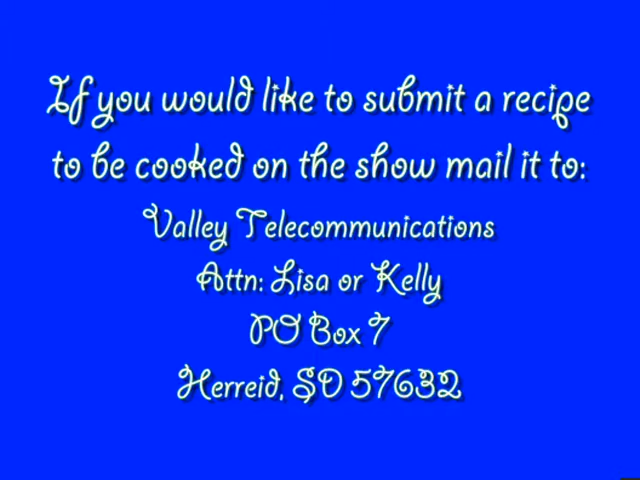 If you would like to submit a recipe
to be cooked on the show mail it to:
Valley Telecommunications
Attn: Lisa or Kelly
PO Box 7
Herreid, SD 57632